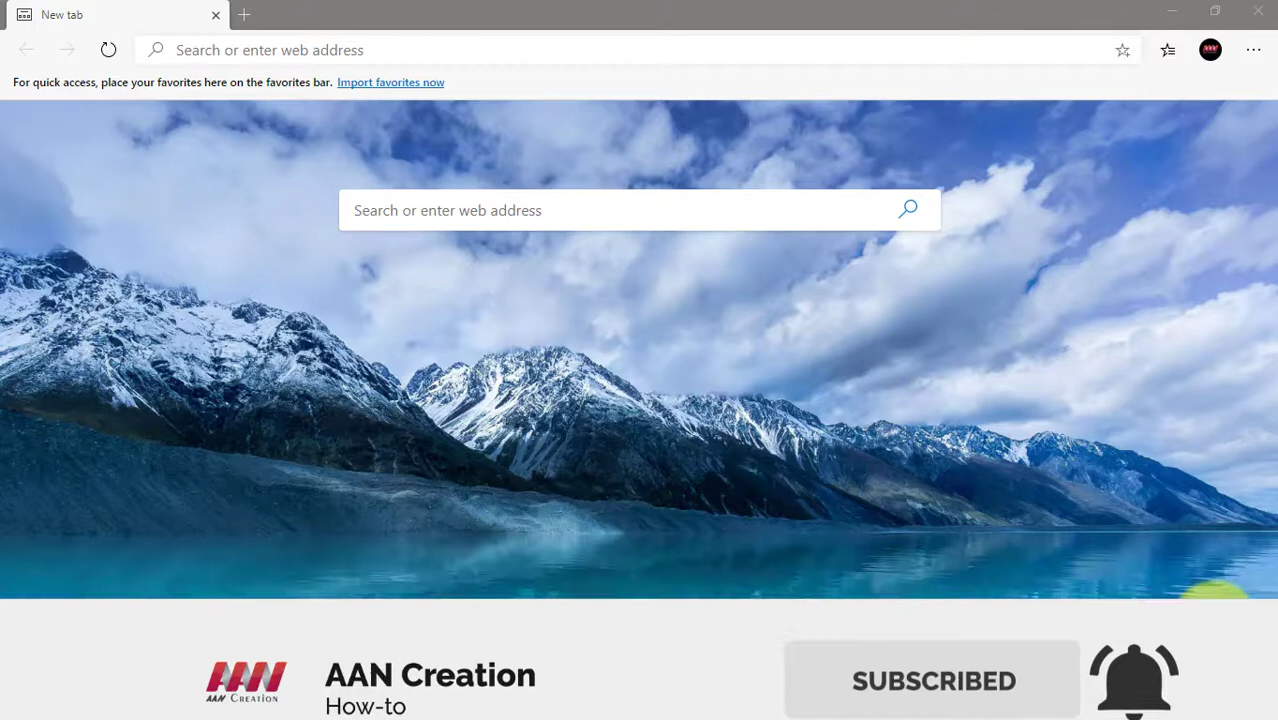 New tab
Search or enter web address
For quick access, place your favorites here on the favorites bar. Import favorites now
Search or enter web address
AAN Creation
AAN CREATION
How-to
SUBSCRIBED